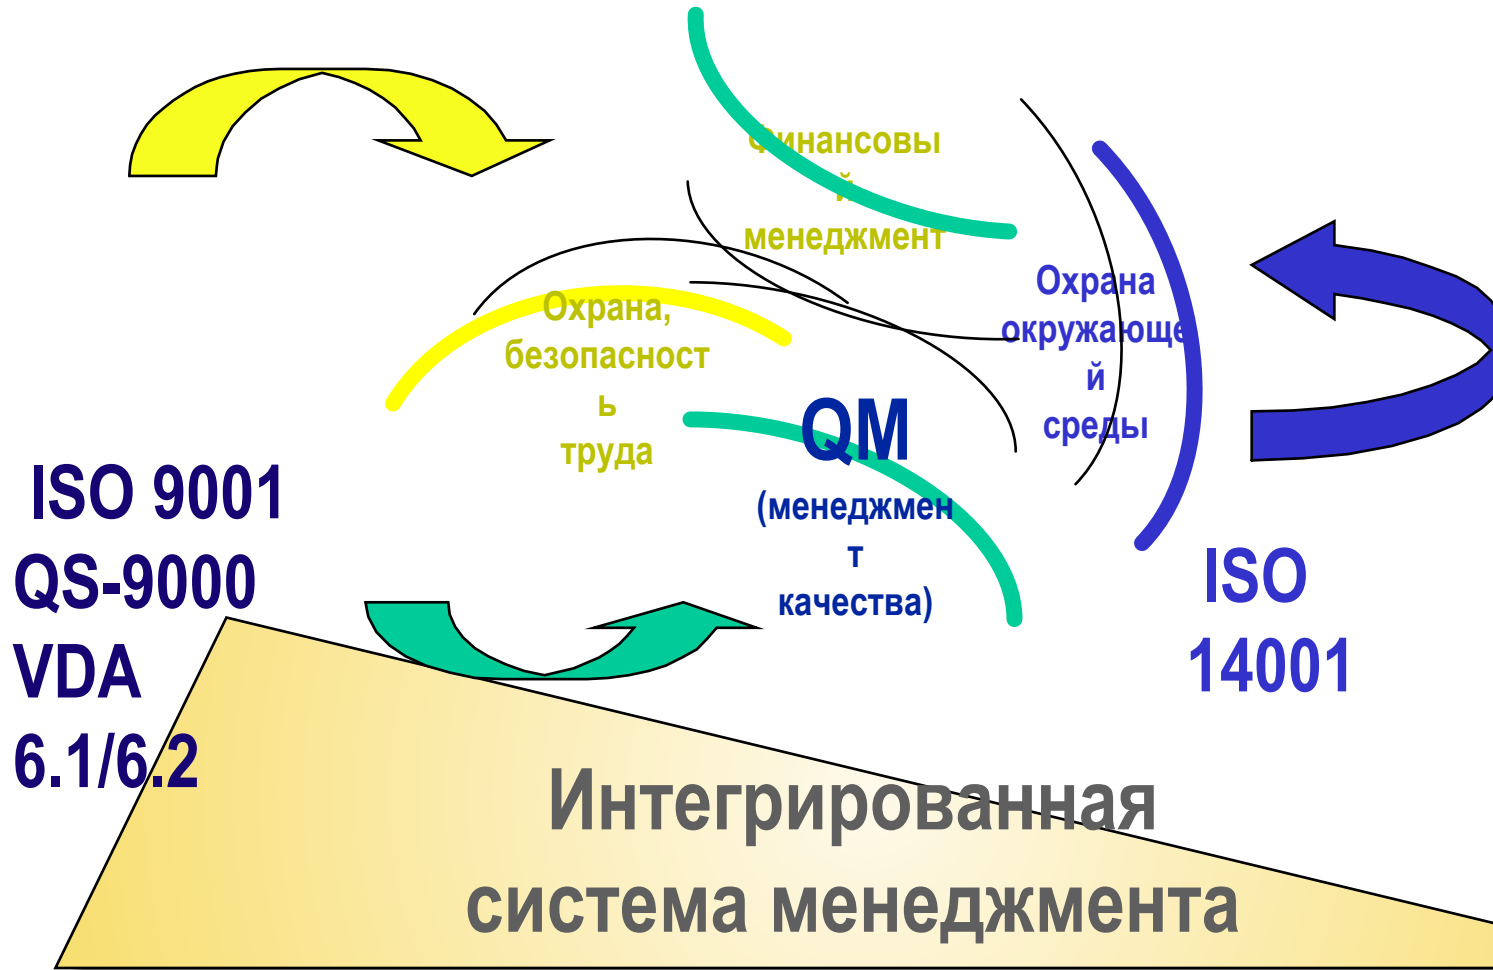 Финансовы
й
менеджмент
Охрана,
безопасност
ь
труда
Охрана
окружающе
й
среды
QM
(менеджмен
т
качества)
ISO 9001
QS-9000
VDA
6.1/6.2
ISO
14001
Интегрированная
система менеджмента